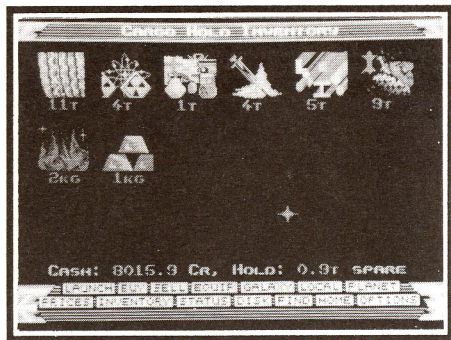 Cargo Hold Inventory
11t 4t 1t 4t 5t 9t
2kg 1kg
Cash: 8015.9 Cr, Hold: 0.9t spare
LAUNCH BUY SELL EQUIP GALAXY LOCAL PLANET
PRICES INVENTORY STATUS DISK FIND HOME OPTIONS